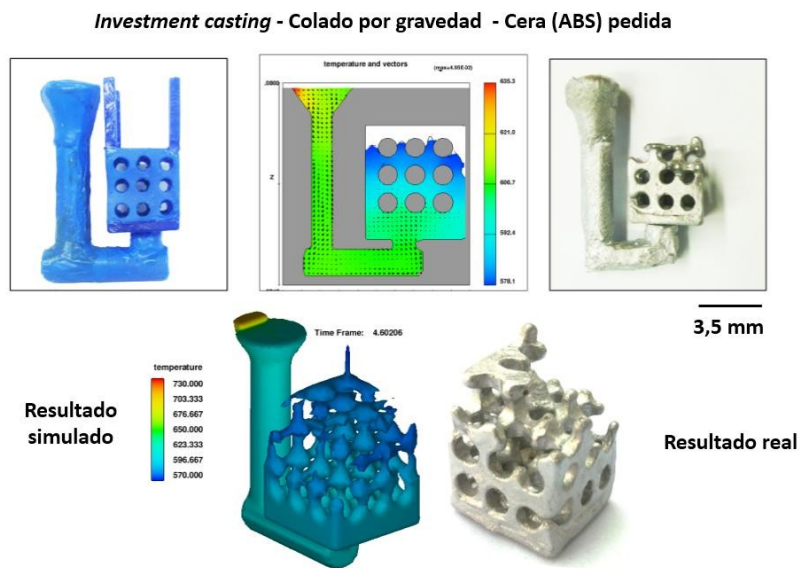 Investment casting - Colado por gravedad - Cera (ABS) pedida
temperature and vectors
.0800
Z
635.3
621.0
606.7
592.4
578.1
3,5 mm
Time Frame: 4.60206
temperature
730.000
703.333
676.667
650.000
623.333
596.667
570.000
Resultado
simulado
Resultado real